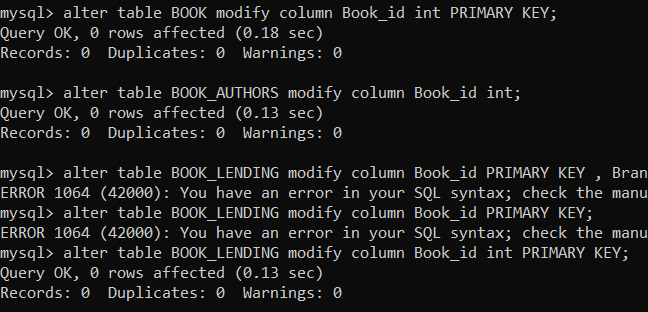 mysql> alter table BOOK modify column Book_id int PRIMARY KEY;
Query OK, 0 rows affected (0.18 sec)
Records: 0  Duplicates: 0  Warnings: 0
mysql> alter table BOOK_AUTHORS modify column Book_id int;
Query OK, 0 rows affected (0.13 sec)
Records: 0  Duplicates: 0  Warnings: 0
mysql> alter table BOOK_LENDING modify column Book_id PRIMARY KEY , Bran
ERROR 1064 (42000): You have an error in your SQL syntax; check the manu
mysql> alter table BOOK_LENDING modify column Book_id PRIMARY KEY;
ERROR 1064 (42000): You have an error in your SQL syntax; check the manu
mysql> alter table BOOK_LENDING modify column Book_id int PRIMARY KEY;
Query OK, 0 rows affected (0.13 sec)
Records: 0  Duplicates: 0  Warnings: 0